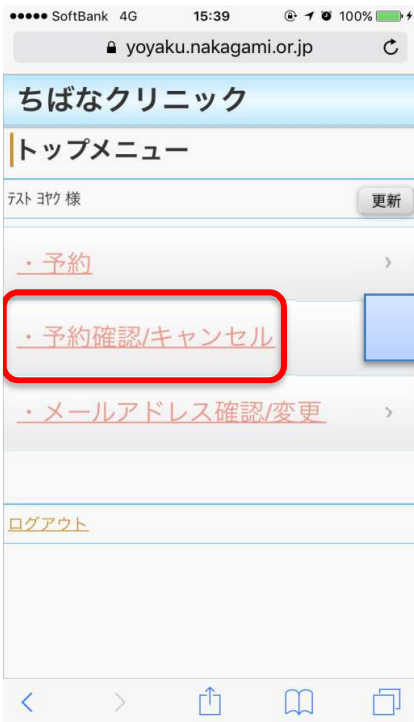 SoftBank 4G 15:39 100%
yoyaku.nakagami.or.jp
ちばなクリニック
トップメニュー
ﾃｽﾄ ﾖﾔｸ 様
更新
・予約
・予約確認/キャンセル
・メールアドレス確認/変更
ログアウト